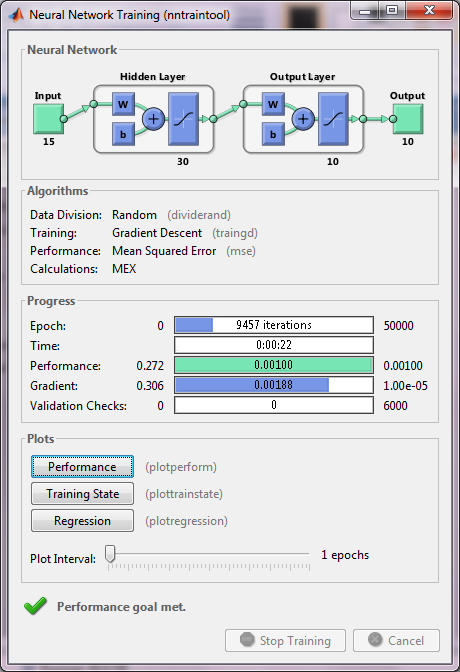 Neural Network Training (nntraintool)
Neural Network
Hidden Layer
Output Layer
Input
Output
W
b
+
W
b
+
15
30
10
10
Algorithms
Data Division: Random (dividerand)
Training: Gradient Descent (traingd)
Performance: Mean Squared Error (mse)
Calculations: MEX
Progress
Epoch: 0 9457 iterations 50000
Time: 0:00:22
Performance: 0.272 0.00100 0.00100
Gradient: 0.306 0.00188 1.00e-05
Validation Checks: 0 0 6000
Plots
Performance (plotperform)
Training State (plottrainstate)
Regression (plotregression)
Plot Interval: 1 epochs
Performance goal met.
Stop Training Cancel